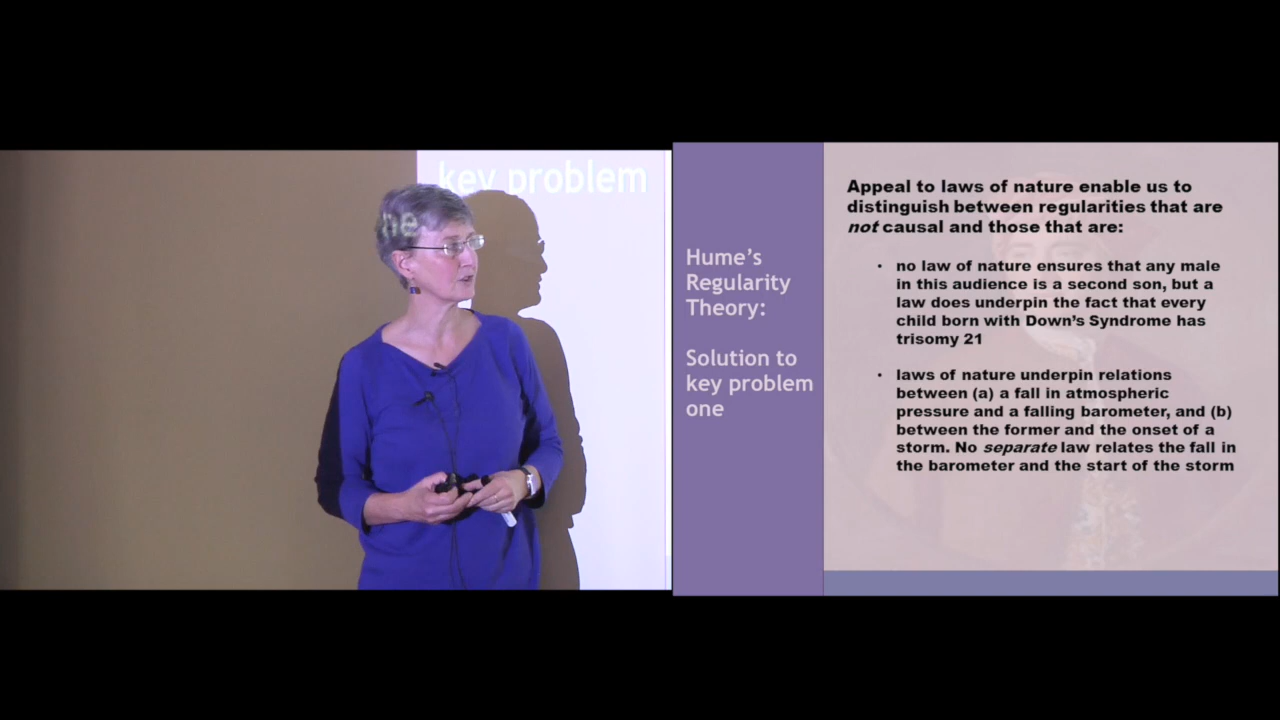 key problem
he
Hume's
Regularity
Theory:
Solution to
key problem
one
Appeal to laws of nature enable us to
distinguish between regularities that are
not causal and those that are:
· no law of nature ensures that any male
in this audience is a second son, but a
law does underpin the fact that every
child born with Down's Syndrome has
trisomy 21
· laws of nature underpin relations
between (a) a fall in atmospheric
pressure and a falling barometer, and (b)
between the former and the onset of a
storm. No separate law relates the fall in
the barometer and the start of the storm